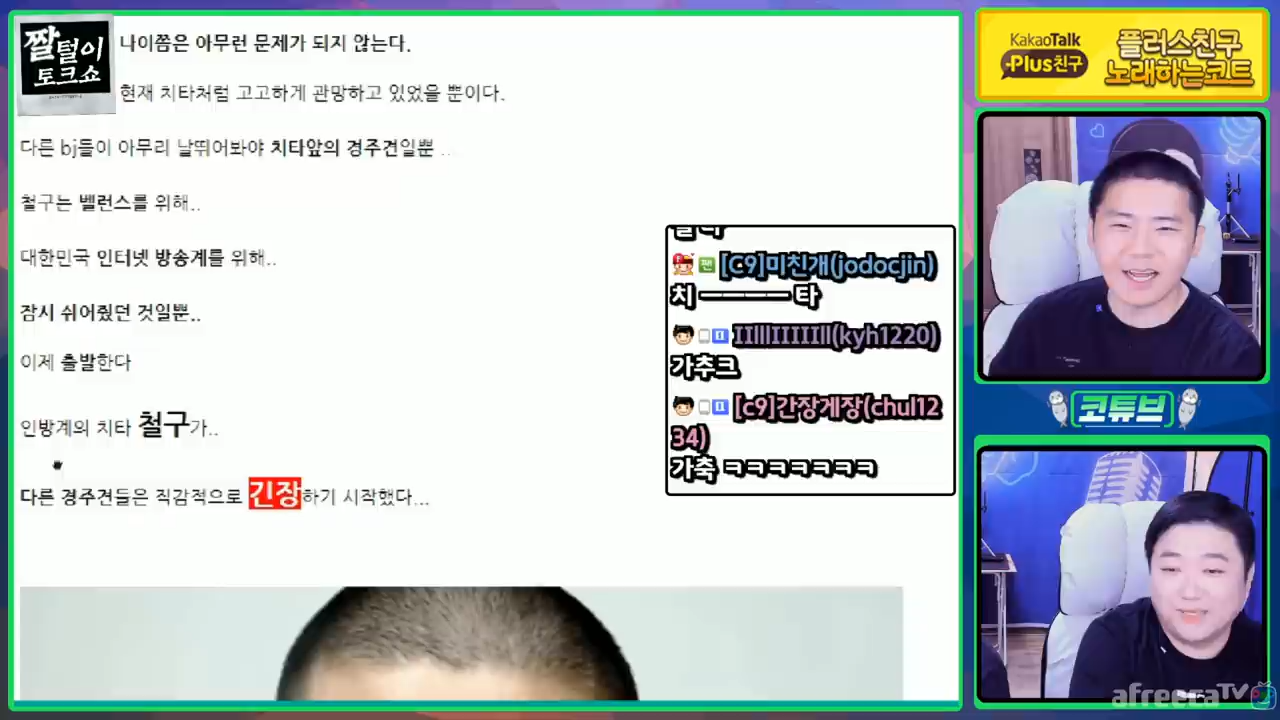 짤털이
토크쇼
나이쯤은 아무런 문제가 되지 않는다.
현재 치타처럼 고고하게 관망하고 있었을 뿐이다.
다른 bj들이 아무리 날뛰어봐야 치타앞의 경주견일뿐 ...
철구는 벨런스를 위해..
대한민국 인터넷 방송계를 위해..
잠시 쉬어줬던 것일뿐..
이제 출발한다
인방계의 치타 철구가..
다른 경주견들은 직감적으로 긴장하기 시작했다...
팬 [C9]미친개(jodocjin)
치 ──── 타
IIlllIIIIIll(kyh1220)
가추크
[c9]간장게장(chul12
34)
가축 ㅋㅋㅋㅋㅋㅋㅋ
KakaoTalk
Plus친구
플러스친구
노래하는코트
코튜브
afreecaTV